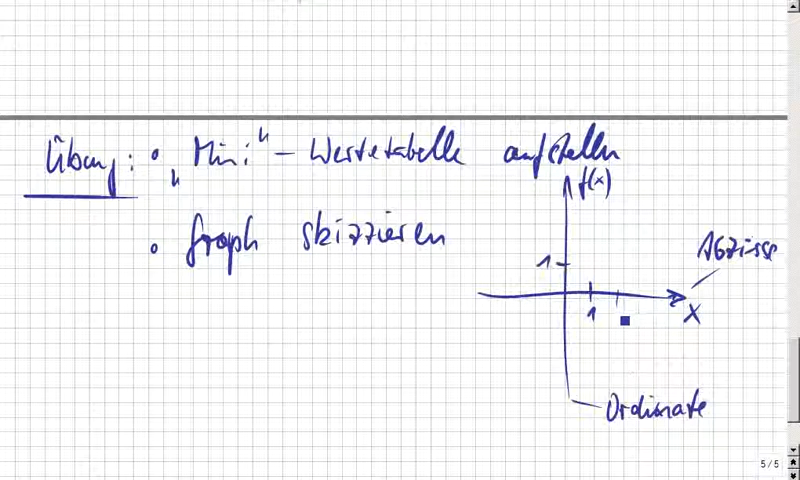 Übung: • „Mini" - Wertetabelle aufstellen
• Graph skizzieren
f(x)
1
Abzisse
1
x
Ordinate
5/5